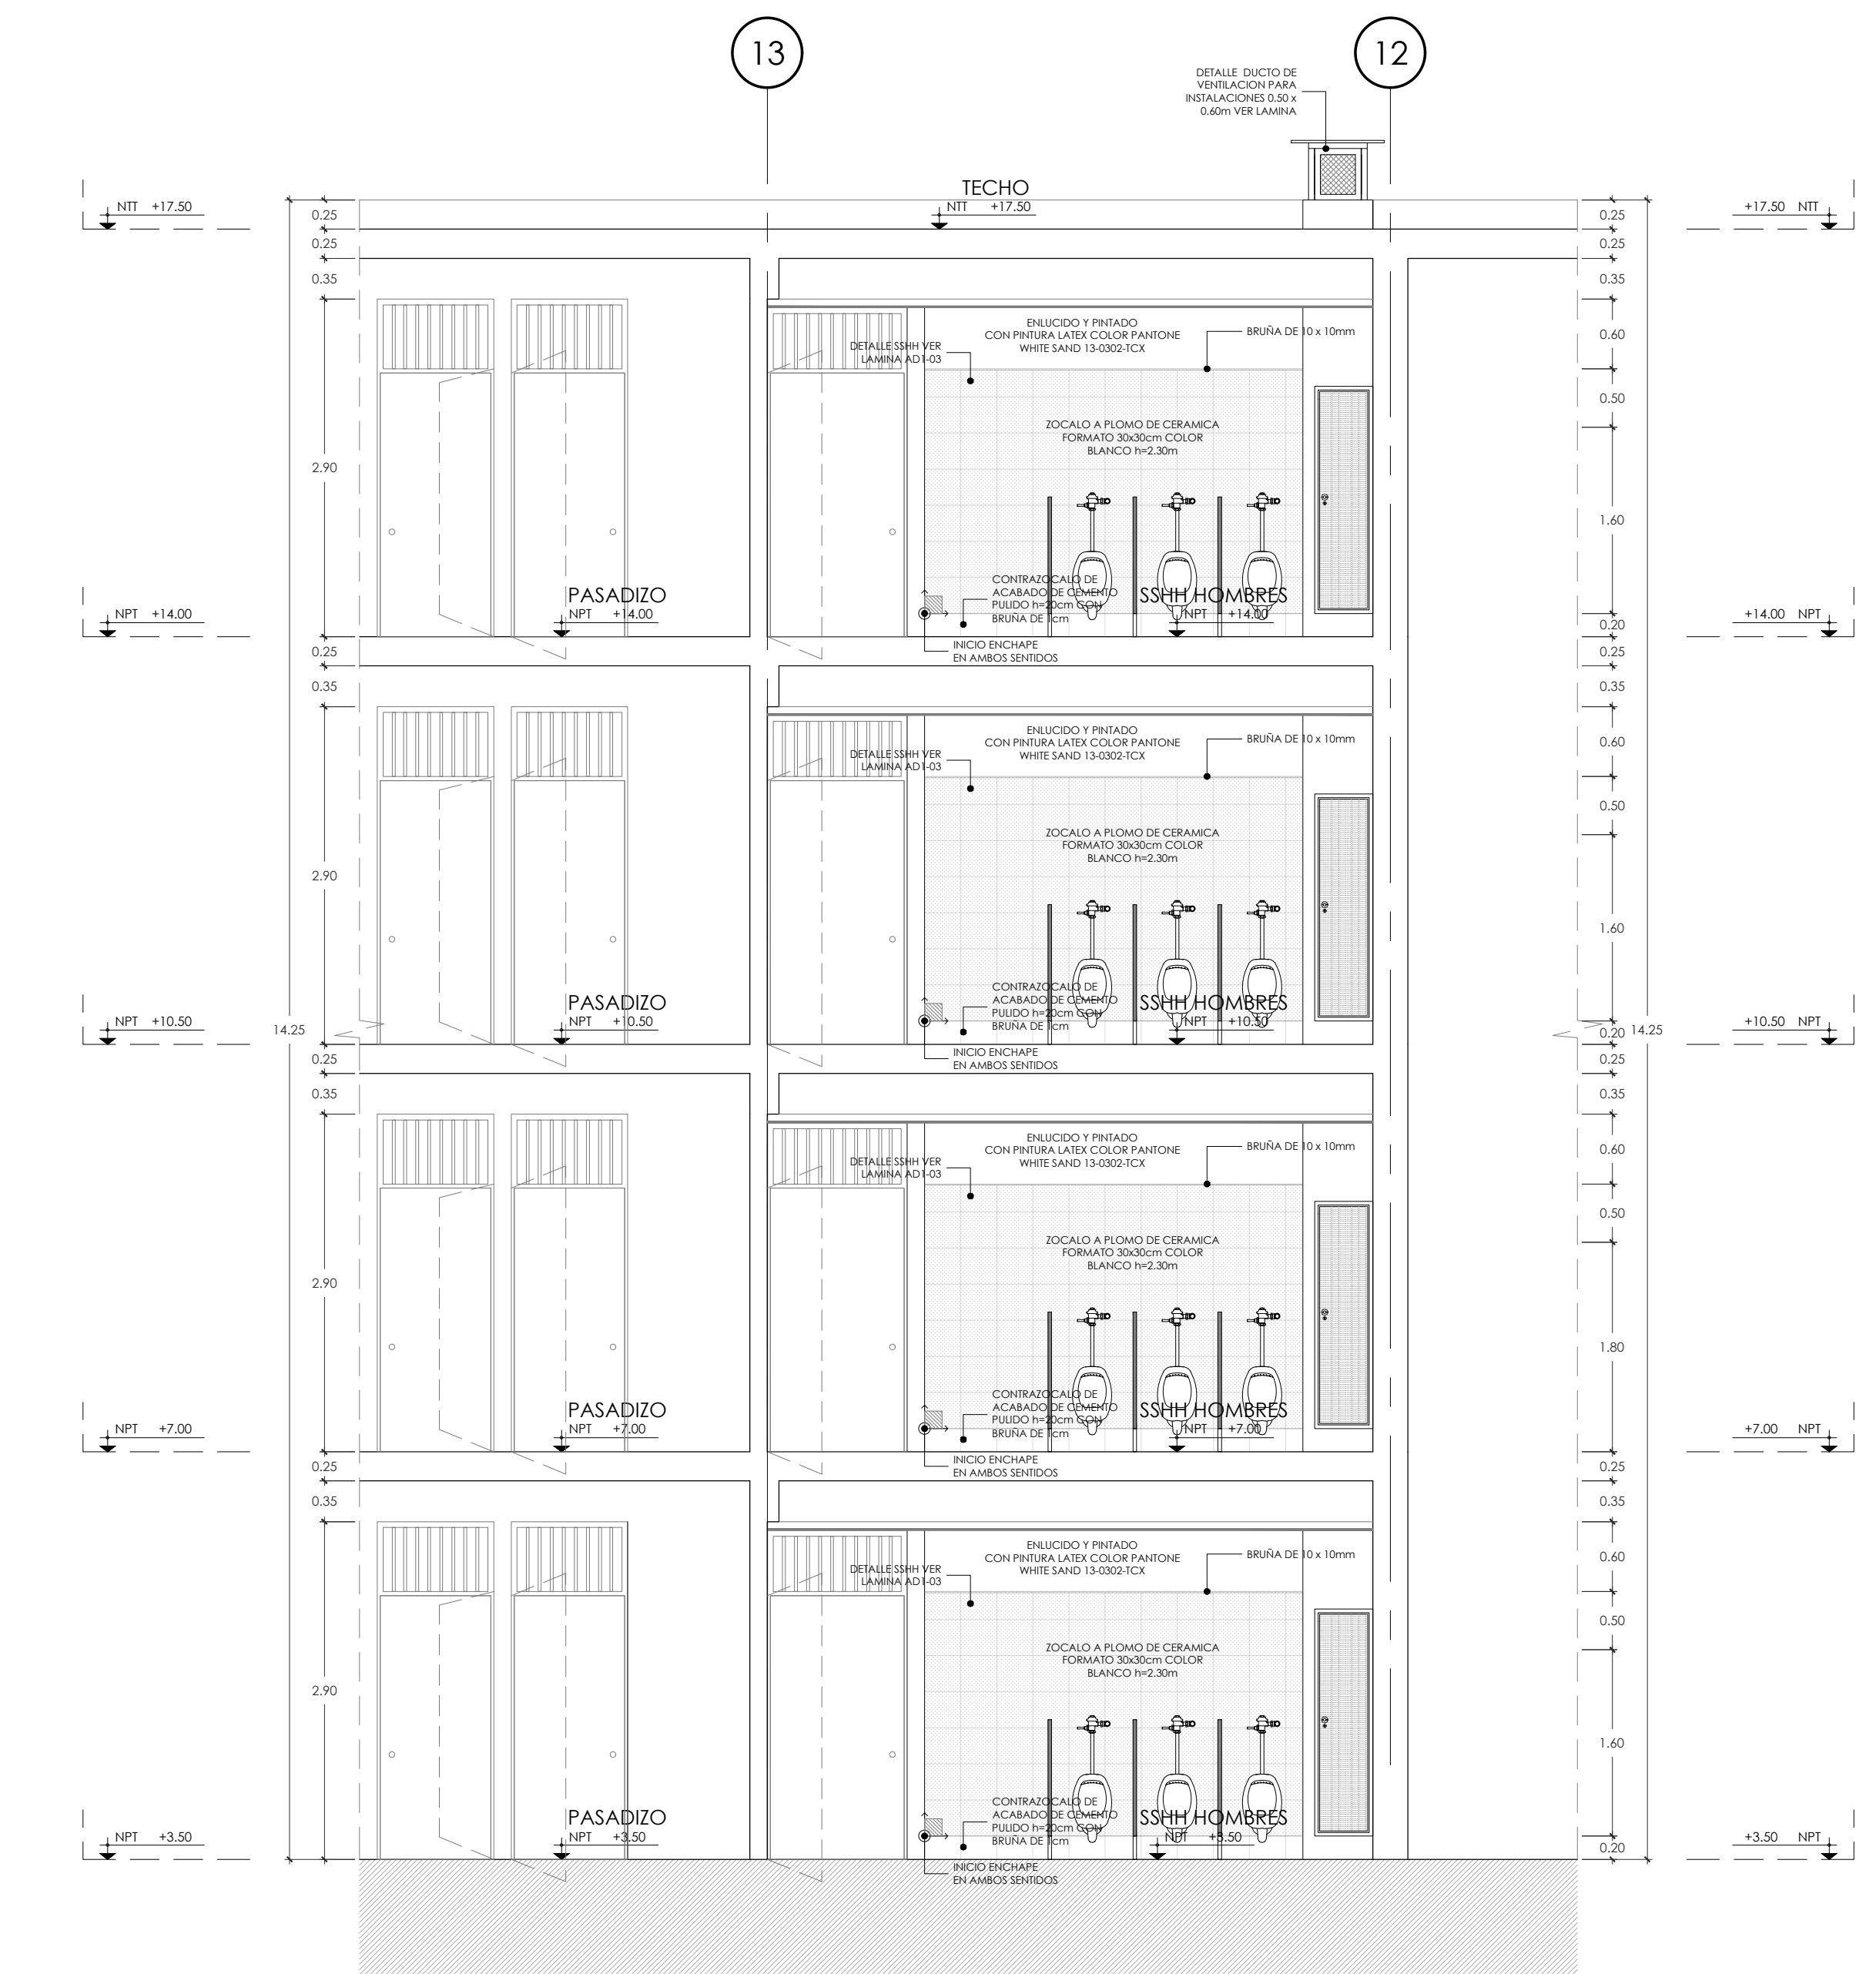 13
12
DETALLE DUCTO DE
VENTILACION PARA
INSTALACIONES 0.50 x
0.60m VER LAMINA
TECHO
NTT +17.50
0.25
NTT +17.50
0.25
+17.50 NTT
0.25
0.25
0.35
0.35
ENLUCIDO Y PINTADO
CON PINTURA LATEX COLOR PANTONE
WHITE SAND 13-0302-TCX
BRUÑA DE 10 x 10mm
0.60
DETALLE SSHH VER
LAMINA AD1-03
0.50
ZOCALO A PLOMO DE CERAMICA
FORMATO 30x30cm COLOR
BLANCO h=2.30m
2.90
1.60
CONTRAZOCALO DE
ACABADO DE CEMENTO
PULIDO h=20cm CON
BRUÑA DE 1cm
PASADIZO
SSHH HOMBRES
NPT +14.00
NPT +14.00
NPT +14.00
+14.00 NPT
0.20
INICIO ENCHAPE
EN AMBOS SENTIDOS
0.25
0.25
0.35
0.35
ENLUCIDO Y PINTADO
CON PINTURA LATEX COLOR PANTONE
WHITE SAND 13-0302-TCX
BRUÑA DE 10 x 10mm
0.60
DETALLE SSHH VER
LAMINA AD1-03
0.50
ZOCALO A PLOMO DE CERAMICA
FORMATO 30x30cm COLOR
BLANCO h=2.30m
2.90
1.60
CONTRAZOCALO DE
ACABADO DE CEMENTO
PULIDO h=20cm CON
BRUÑA DE 1cm
PASADIZO
SSHH HOMBRES
NPT +10.50
14.25
NPT +10.50
NPT +10.50
0.20
14.25
+10.50 NPT
INICIO ENCHAPE
EN AMBOS SENTIDOS
0.25
0.25
0.35
0.35
ENLUCIDO Y PINTADO
CON PINTURA LATEX COLOR PANTONE
WHITE SAND 13-0302-TCX
BRUÑA DE 10 x 10mm
0.60
DETALLE SSHH VER
LAMINA AD1-03
0.50
ZOCALO A PLOMO DE CERAMICA
FORMATO 30x30cm COLOR
BLANCO h=2.30m
2.90
1.80
CONTRAZOCALO DE
ACABADO DE CEMENTO
PULIDO h=20cm CON
BRUÑA DE 1cm
PASADIZO
SSHH HOMBRES
NPT +7.00
NPT +7.00
NPT +7.00
+7.00 NPT
INICIO ENCHAPE
EN AMBOS SENTIDOS
0.25
0.25
0.35
0.35
ENLUCIDO Y PINTADO
CON PINTURA LATEX COLOR PANTONE
WHITE SAND 13-0302-TCX
BRUÑA DE 10 x 10mm
0.60
DETALLE SSHH VER
LAMINA AD1-03
0.50
ZOCALO A PLOMO DE CERAMICA
FORMATO 30x30cm COLOR
BLANCO h=2.30m
2.90
1.60
CONTRAZOCALO DE
ACABADO DE CEMENTO
PULIDO h=20cm CON
BRUÑA DE 1cm
PASADIZO
SSHH HOMBRES
NPT +3.50
NPT +3.50
NPT +3.50
0.20
+3.50 NPT
INICIO ENCHAPE
EN AMBOS SENTIDOS